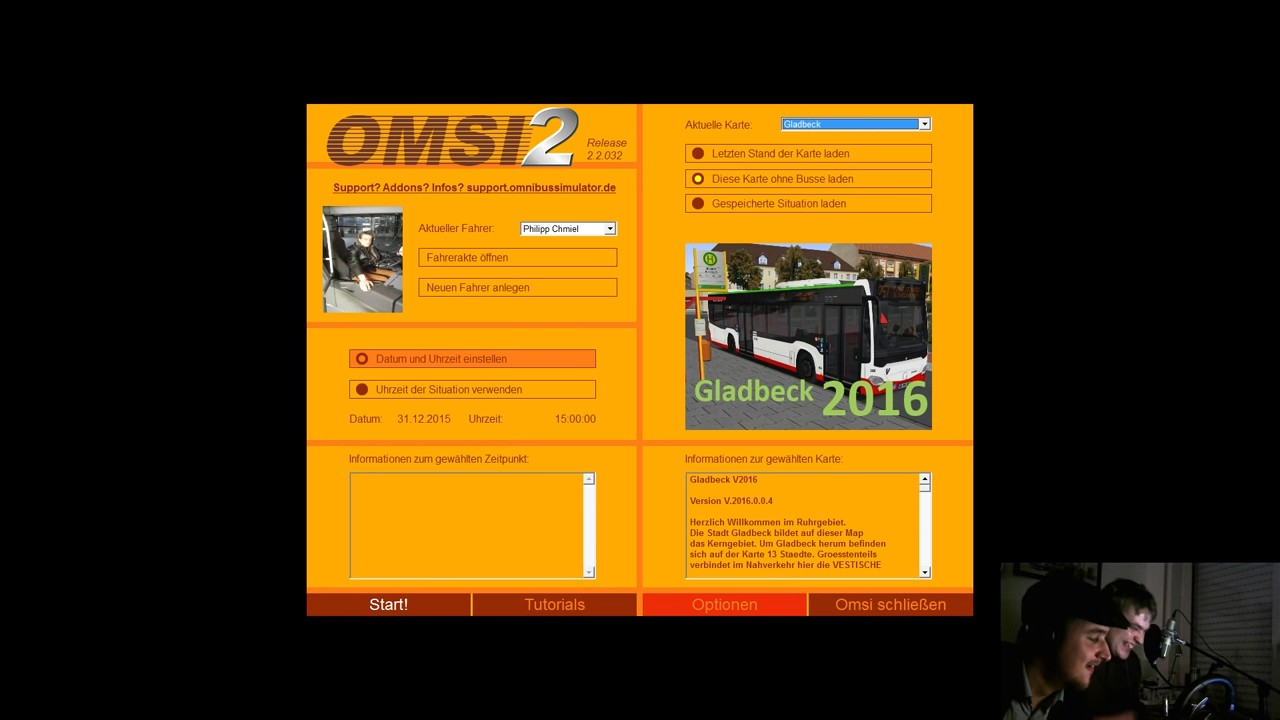 OMSI 2
Release
2.2.032
Support? Addons? Infos? support.omnibussimulator.de
Aktueller Fahrer:
Philipp Chmiel
Fahrerakte öffnen
Neuen Fahrer anlegen
Datum und Uhrzeit einstellen
Uhrzeit der Situation verwenden
Datum: 31.12.2015 Uhrzeit: 15:00:00
Informationen zum gewählten Zeitpunkt:
Aktuelle Karte:
Gladbeck
Letzten Stand der Karte laden
Diese Karte ohne Busse laden
Gespeicherte Situation laden
Gladbeck 2016
Informationen zur gewählten Karte:
Gladbeck V2016
Version V.2016.0.0.4
Herzlich Willkommen im Ruhrgebiet.
Die Stadt Gladbeck bildet auf dieser Map
das Kerngebiet. Um Gladbeck herum befinden
sich auf der Karte 13 Staedte. Groesstenteils
verbindet im Nahverkehr hier die VESTISCHE
Start!
Tutorials
Optionen
Omsi schließen